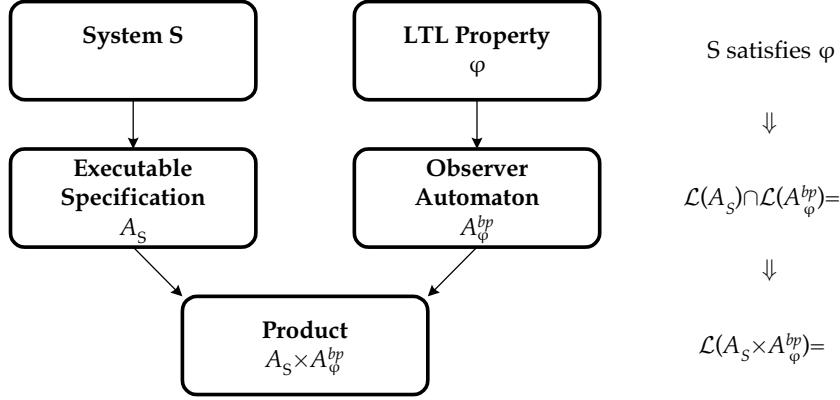 System S
LTL Property
φ
S satisfies φ
⇓
Executable
Specification
A_S
Observer
Automaton
A_φ^{bp}
ℒ(A_S)∩ℒ(A_φ^{bp})=
⇓
Product
A_S×A_φ^{bp}
ℒ(A_S×A_φ^{bp})=